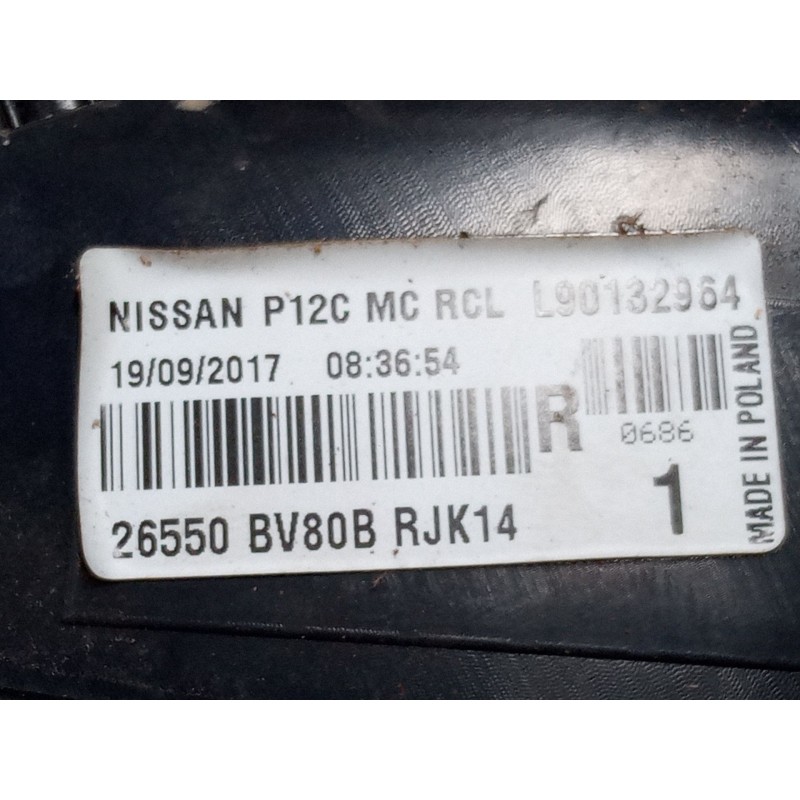 NISSAN P12C MC RCL L90132964
19/09/2017 08:36:54
R
0686
26550 BV80B RJK14
1
MADE IN POLAND